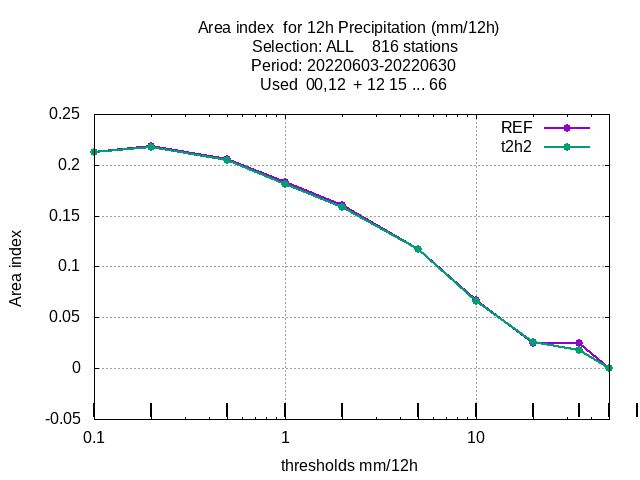 Area index  for 12h Precipitation (mm/12h)
Selection: ALL    816 stations
Period: 20220603-20220630
Used  00,12  + 12 15 ... 66
REF
t2h2
0.25
0.2
0.15
0.1
0.05
0
-0.05
Area index
0.1
1
10
thresholds mm/12h